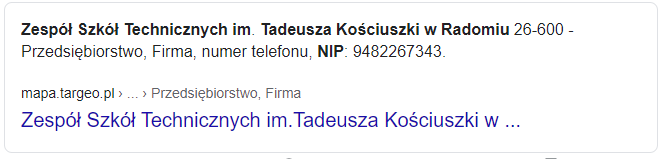 Zespół Szkół Technicznych im. Tadeusza Kościuszki w Radomiu 26-600 -
Przedsiębiorstwo, Firma, numer telefonu, NIP: 9482267343.
mapa.targeo.pl › ... › Przedsiębiorstwo, Firma
Zespół Szkół Technicznych im.Tadeusza Kościuszki w ...